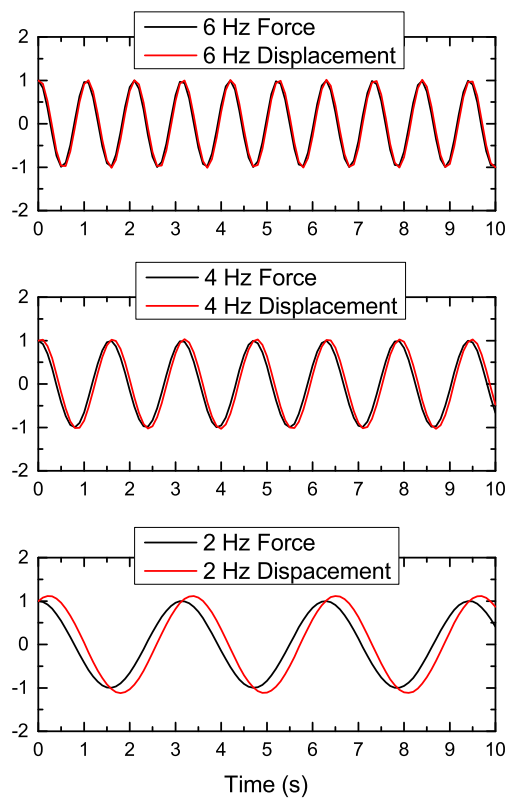 6 Hz Force
6 Hz Displacement
2
1
0
-1
-2
0 1 2 3 4 5 6 7 8 9 10
4 Hz Force
4 Hz Displacement
2
1
0
-1
-2
0 1 2 3 4 5 6 7 8 9 10
2 Hz Force
2 Hz Dispacement
2
1
0
-1
-2
0 1 2 3 4 5 6 7 8 9 10
Time (s)